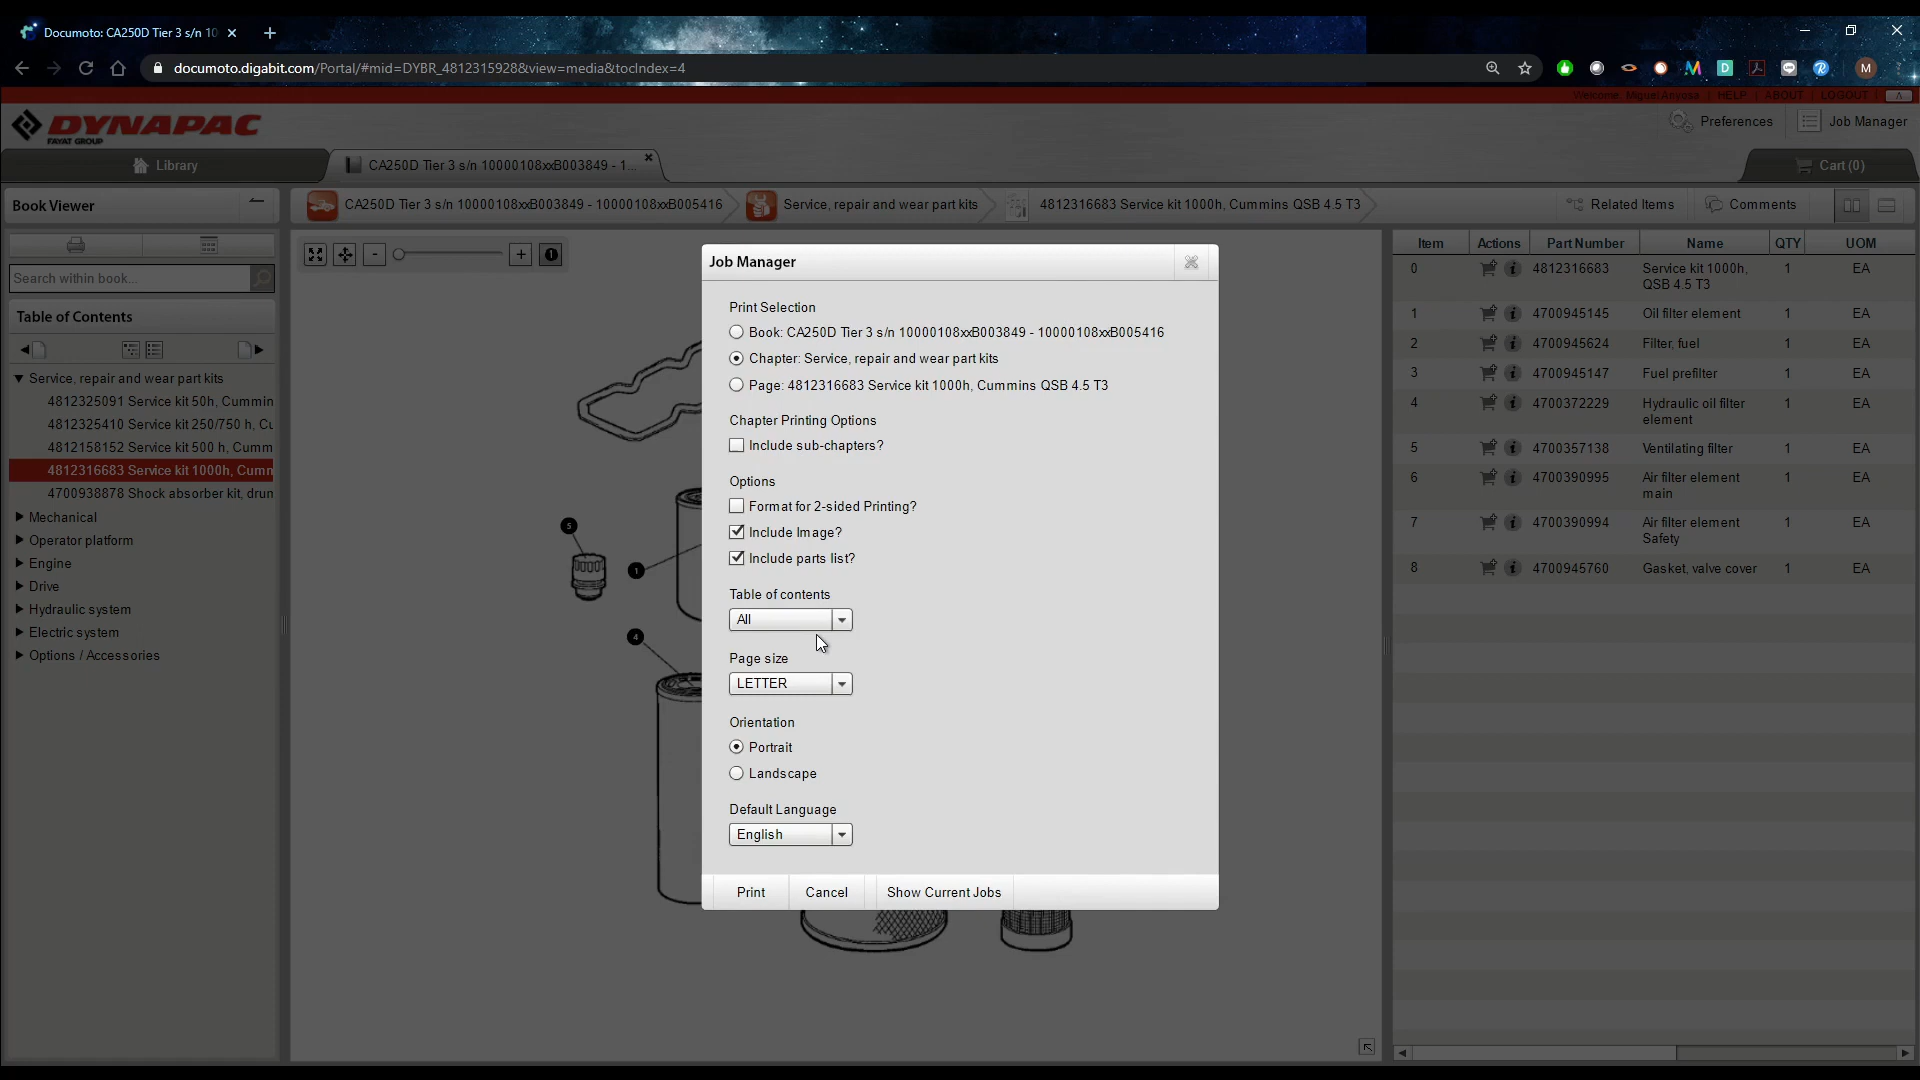 Documoto: CA250D Tier 3 s/n 10
documoto.digabit.com/Portal/#mid=DYBR_4812315928&view=media&tocIndex=4
M
Welcome, Miguel Anyosa | HELP | ABOUT | LOGOUT
DYNAPAC
FAYAT GROUP
Preferences
Job Manager
Library
CA250D Tier 3 s/n 10000108xxB003849 - 1...
Cart (0)
Book Viewer
CA250D Tier 3 s/n 10000108xxB003849 - 10000108xxB005416
Service, repair and wear part kits
4812316683 Service kit 1000h, Cummins QSB 4.5 T3
Related Items
Comments
Search within book...
Table of Contents
Service, repair and wear part kits
4812325091 Service kit 50h, Cummin
4812325410 Service kit 250/750 h, Cu
4812158152 Service kit 500 h, Cumm
4812316683 Service kit 1000h, Cumn
4700938878 Shock absorber kit, drun
Mechanical
Operator platform
Engine
Drive
Hydraulic system
Electric system
Options / Accessories
5
1
4
Job Manager
Print Selection
Book: CA250D Tier 3 s/n 10000108xxB003849 - 10000108xxB005416
Chapter: Service, repair and wear part kits
Page: 4812316683 Service kit 1000h, Cummins QSB 4.5 T3
Chapter Printing Options
Include sub-chapters?
Options
Format for 2-sided Printing?
Include Image?
Include parts list?
Table of contents
All
Page size
LETTER
Orientation
Portrait
Landscape
Default Language
English
Print
Cancel
Show Current Jobs
Item Actions Part Number Name QTY UOM
0 4812316683 Service kit 1000h, 1 EA
QSB 4.5 T3
1 4700945145 Oil filter element 1 EA
2 4700945624 Filter, fuel 1 EA
3 4700945147 Fuel prefilter 1 EA
4 4700372229 Hydraulic oil filter 1 EA
element
5 4700357138 Ventilating filter 1 EA
6 4700390995 Air filter element 1 EA
main
7 4700390994 Air filter element 1 EA
Safety
8 4700945760 Gasket, valve cover 1 EA